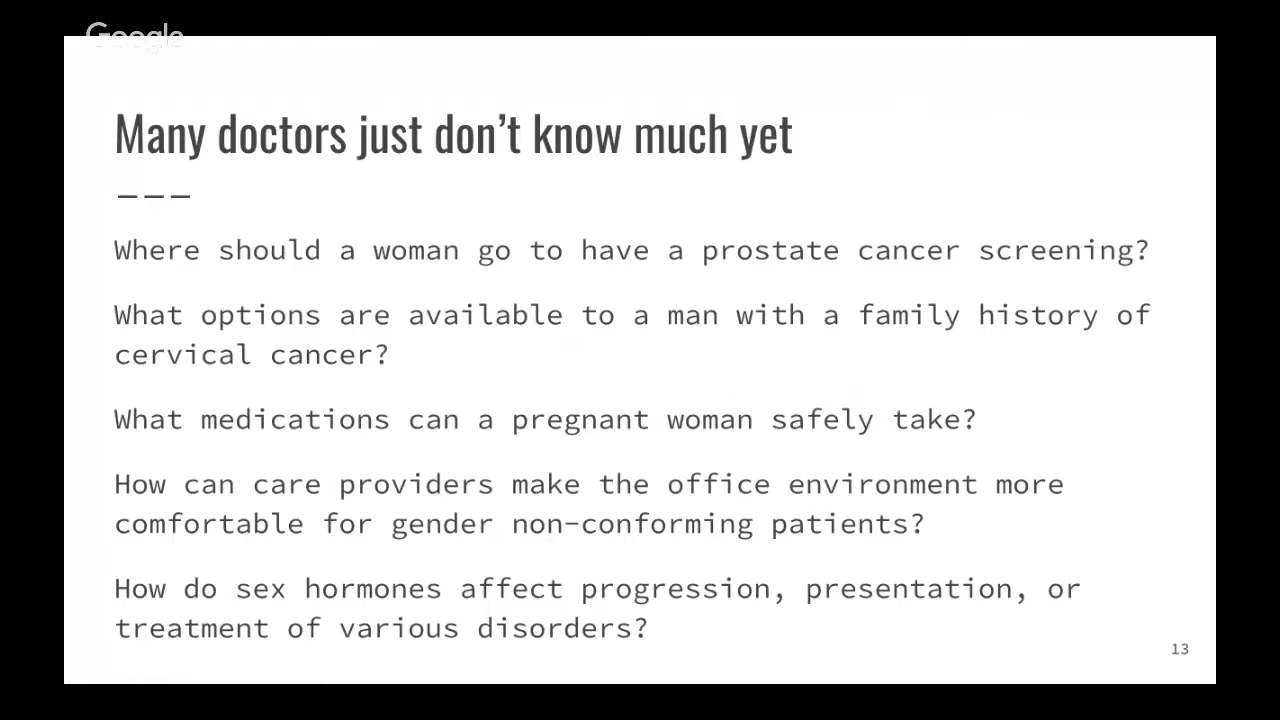 Google
Many doctors just don't know much yet
———
Where should a woman go to have a prostate cancer screening?
What options are available to a man with a family history of
cervical cancer?
What medications can a pregnant woman safely take?
How can care providers make the office environment more
comfortable for gender non-conforming patients?
How do sex hormones affect progression, presentation, or
treatment of various disorders?
13